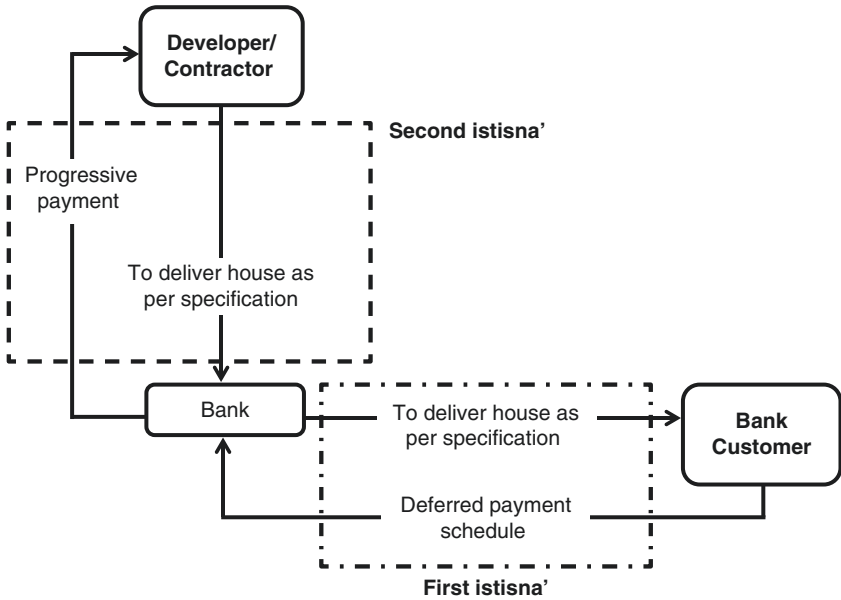 Developer/
Contractor
Second istisna’
Progressive
payment
To deliver house as
per specification
Bank
To deliver house as
per specification
Bank
Customer
Deferred payment
schedule
First istisna’